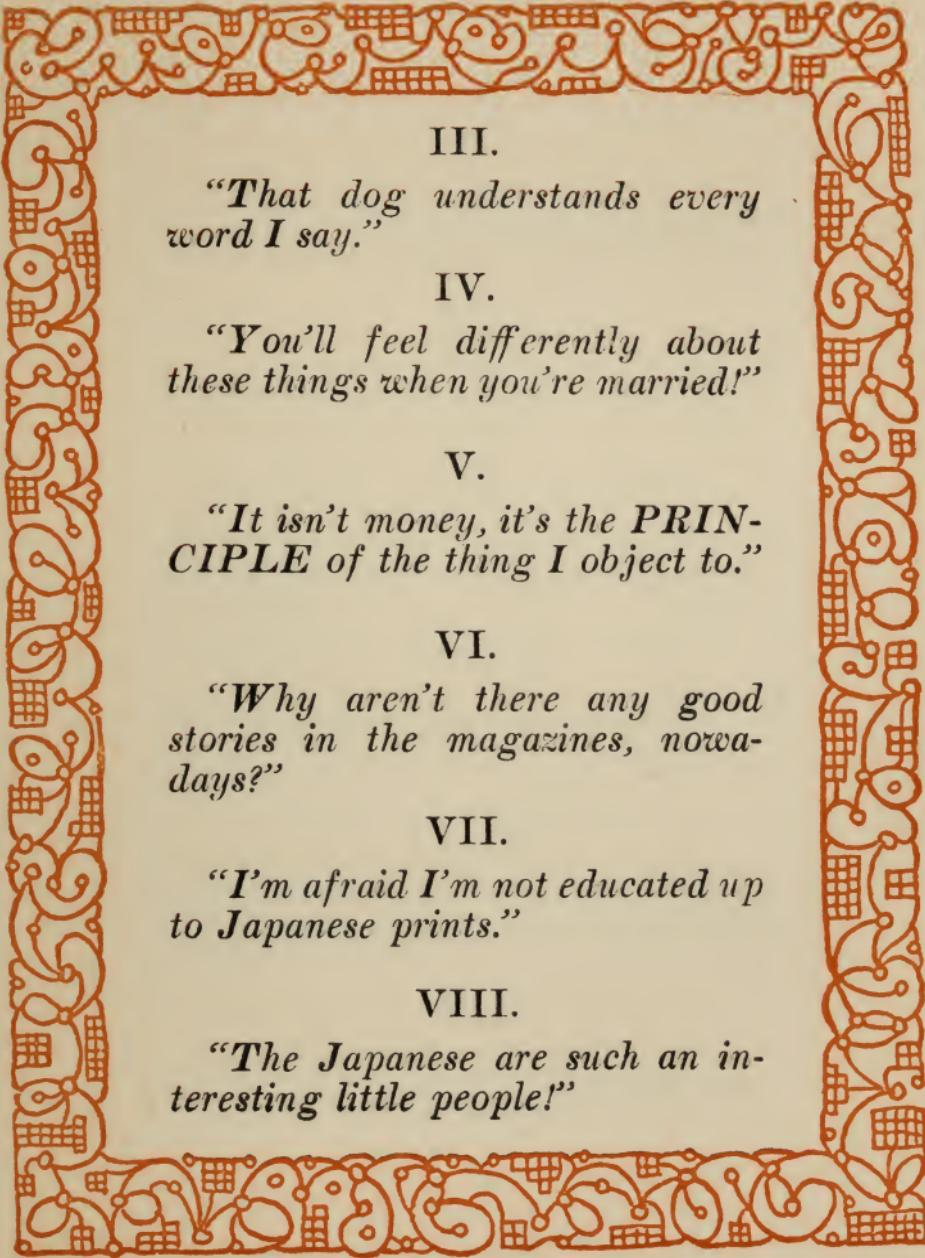 III.
“That dog understands every
word I say.”
IV.
“You’ll feel differently about
these things when you’re married!”
V.
“It isn’t money, it’s the PRIN-
CIPLE of the thing I object to.”
VI.
“Why aren’t there any good
stories in the magazines, nowa-
days?”
VII.
“I’m afraid I’m not educated up
to Japanese prints.”
VIII.
“The Japanese are such an in-
teresting little people!”